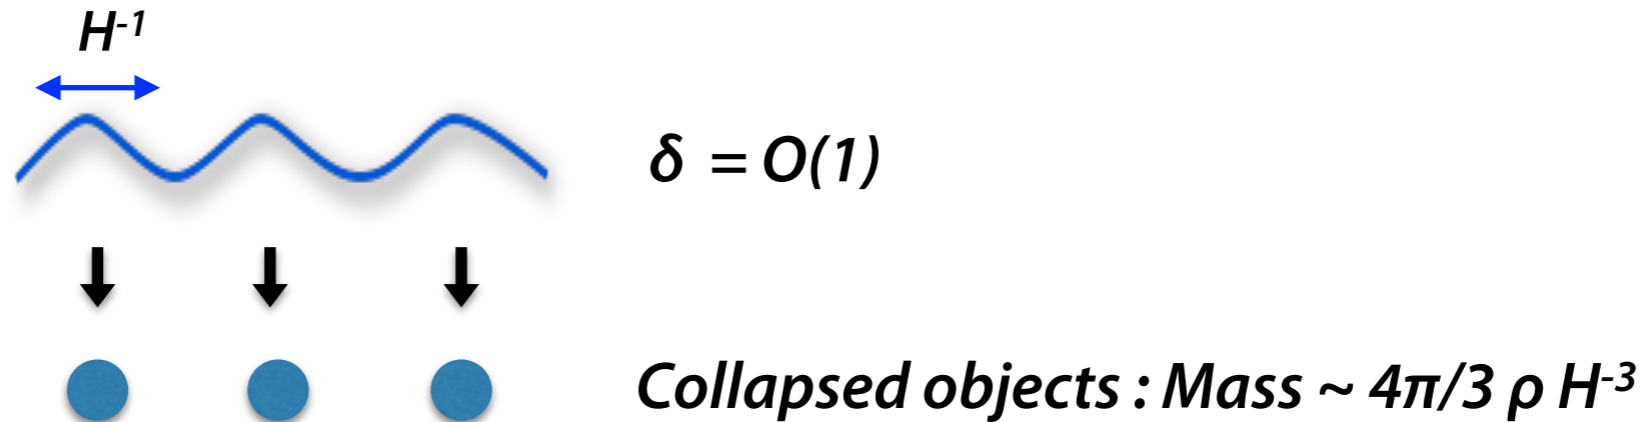 H⁻¹
δ = O(1)
Collapsed objects : Mass ~ 4π/3 ρ H⁻³